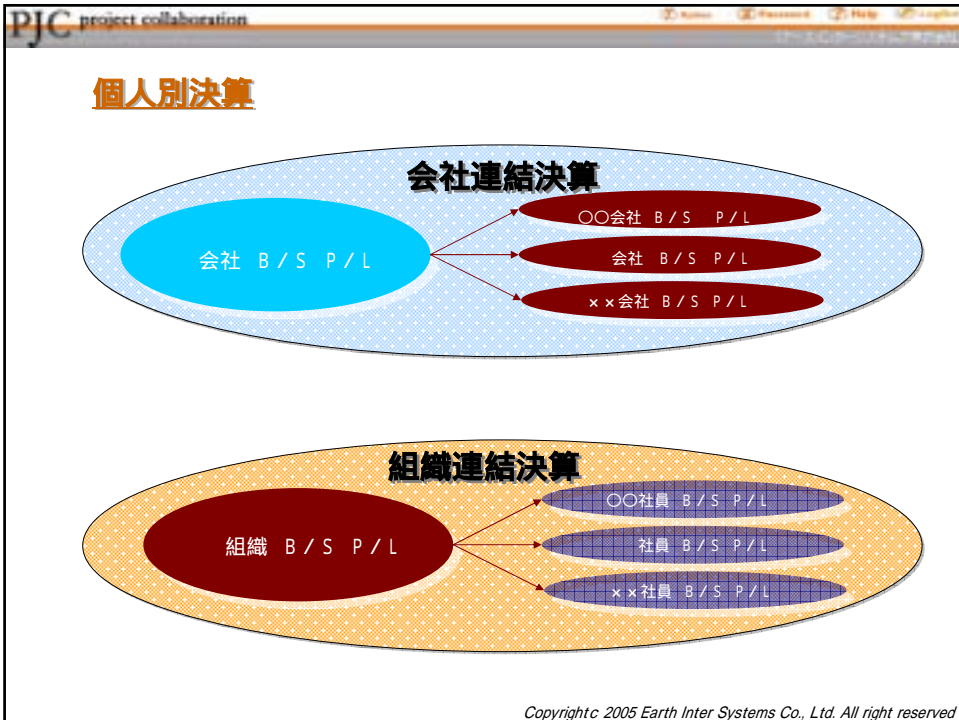 PJC project collaboration
Help
個人別決算
会社連結決算
会社 B/S P/L
〇〇会社 B/S P/L
会社 B/S P/L
××会社 B/S P/L
組織連結決算
組織 B/S P/L
〇〇社員 B/S P/L
社員 B/S P/L
××社員 B/S P/L
Copyrightc 2005 Earth Inter Systems Co., Ltd. All right reserved